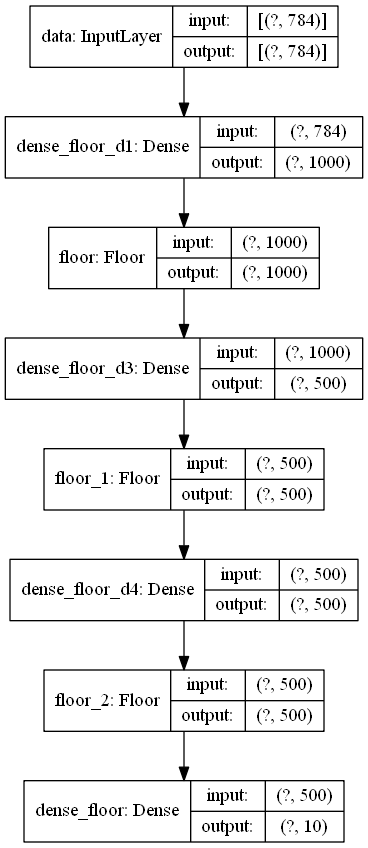 data: InputLayer
input: [(?, 784)]
output: [(?, 784)]
dense_floor_d1: Dense
input: (?, 784)
output: (?, 1000)
floor: Floor
input: (?, 1000)
output: (?, 1000)
dense_floor_d3: Dense
input: (?, 1000)
output: (?, 500)
floor_1: Floor
input: (?, 500)
output: (?, 500)
dense_floor_d4: Dense
input: (?, 500)
output: (?, 500)
floor_2: Floor
input: (?, 500)
output: (?, 500)
dense_floor: Dense
input: (?, 500)
output: (?, 10)